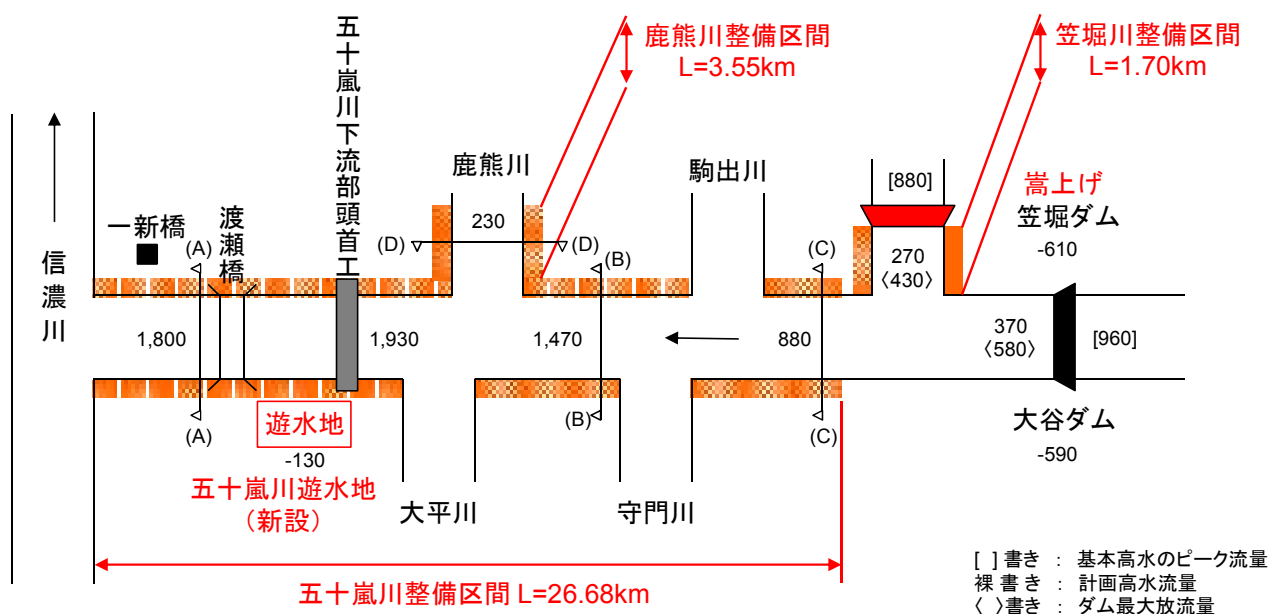 五十嵐川下流部頭首工
鹿熊川整備区間
L=3.55km
笠堀川整備区間
L=1.70km
信濃川
一新橋
渡瀬橋
(A)
鹿熊川
230
(D)
(D)
(B)
駒出川
(C)
[880]
270
〈430〉
嵩上げ
笠堀ダム
-610
1,800
1,930
1,470
880
370
〈580〉
[960]
(A)
遊水地
-130
五十嵐川遊水地
（新設）
大平川
(B)
守門川
(C)
大谷ダム
-590
五十嵐川整備区間 L=26.68km
[ ]書き ： 基本高水のピーク流量
裸書き ： 計画高水流量
〈 〉書き ： ダム最大放流量